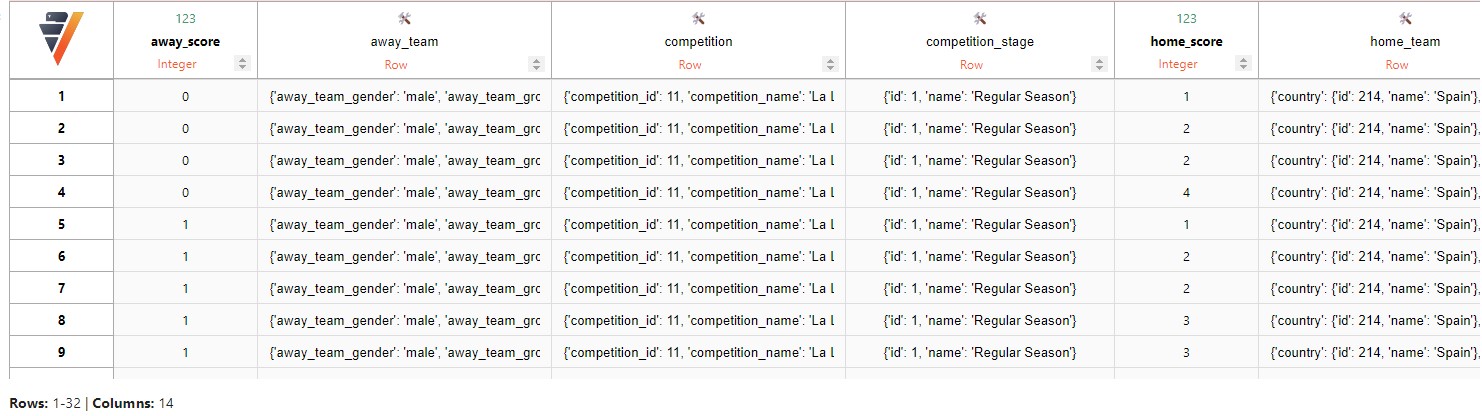 123 123
away_score away_team competition competition_stage home_score home_team
Integer Row Row Row Integer Row
1 0 {'away_team_gender': 'male', 'away_team_grc {'competition_id': 11, 'competition_name': 'La L {'id': 1, 'name': 'Regular Season'} 1 {'country': {'id': 214, 'name': 'Spain'},
2 0 {'away_team_gender': 'male', 'away_team_grc {'competition_id': 11, 'competition_name': 'La L {'id': 1, 'name': 'Regular Season'} 2 {'country': {'id': 214, 'name': 'Spain'},
3 0 {'away_team_gender': 'male', 'away_team_grc {'competition_id': 11, 'competition_name': 'La L {'id': 1, 'name': 'Regular Season'} 2 {'country': {'id': 214, 'name': 'Spain'},
4 0 {'away_team_gender': 'male', 'away_team_grc {'competition_id': 11, 'competition_name': 'La L {'id': 1, 'name': 'Regular Season'} 4 {'country': {'id': 214, 'name': 'Spain'},
5 1 {'away_team_gender': 'male', 'away_team_grc {'competition_id': 11, 'competition_name': 'La L {'id': 1, 'name': 'Regular Season'} 1 {'country': {'id': 214, 'name': 'Spain'},
6 1 {'away_team_gender': 'male', 'away_team_grc {'competition_id': 11, 'competition_name': 'La L {'id': 1, 'name': 'Regular Season'} 2 {'country': {'id': 214, 'name': 'Spain'},
7 1 {'away_team_gender': 'male', 'away_team_grc {'competition_id': 11, 'competition_name': 'La L {'id': 1, 'name': 'Regular Season'} 2 {'country': {'id': 214, 'name': 'Spain'},
8 1 {'away_team_gender': 'male', 'away_team_grc {'competition_id': 11, 'competition_name': 'La L {'id': 1, 'name': 'Regular Season'} 3 {'country': {'id': 214, 'name': 'Spain'},
9 1 {'away_team_gender': 'male', 'away_team_grc {'competition_id': 11, 'competition_name': 'La L {'id': 1, 'name': 'Regular Season'} 3 {'country': {'id': 214, 'name': 'Spain'},
Rows: 1-32 | Columns: 14